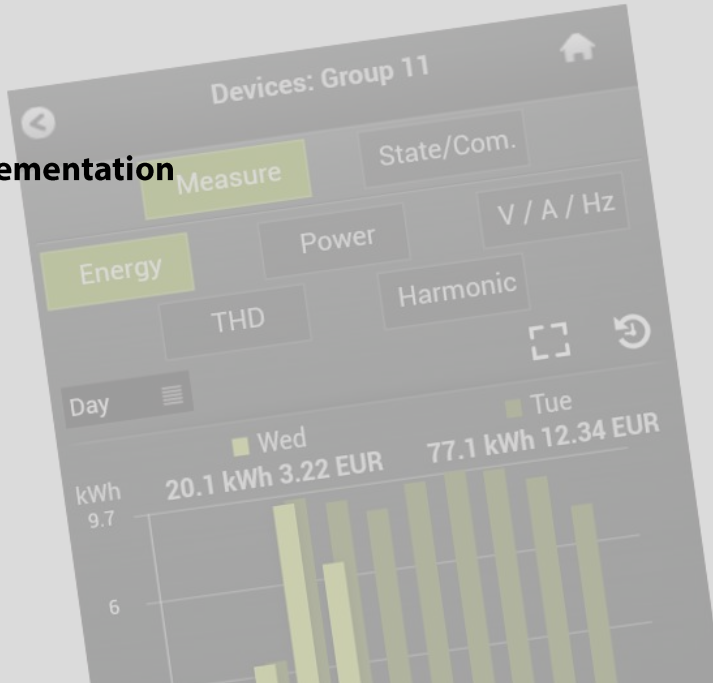 Devices: Group 11
ementation
Measure
State/Com.
Energy
Power
V / A / Hz
THD
Harmonic
Day
Wed
20.1 kWh 3.22 EUR
Tue
77.1 kWh 12.34 EUR
kWh
9.7
6